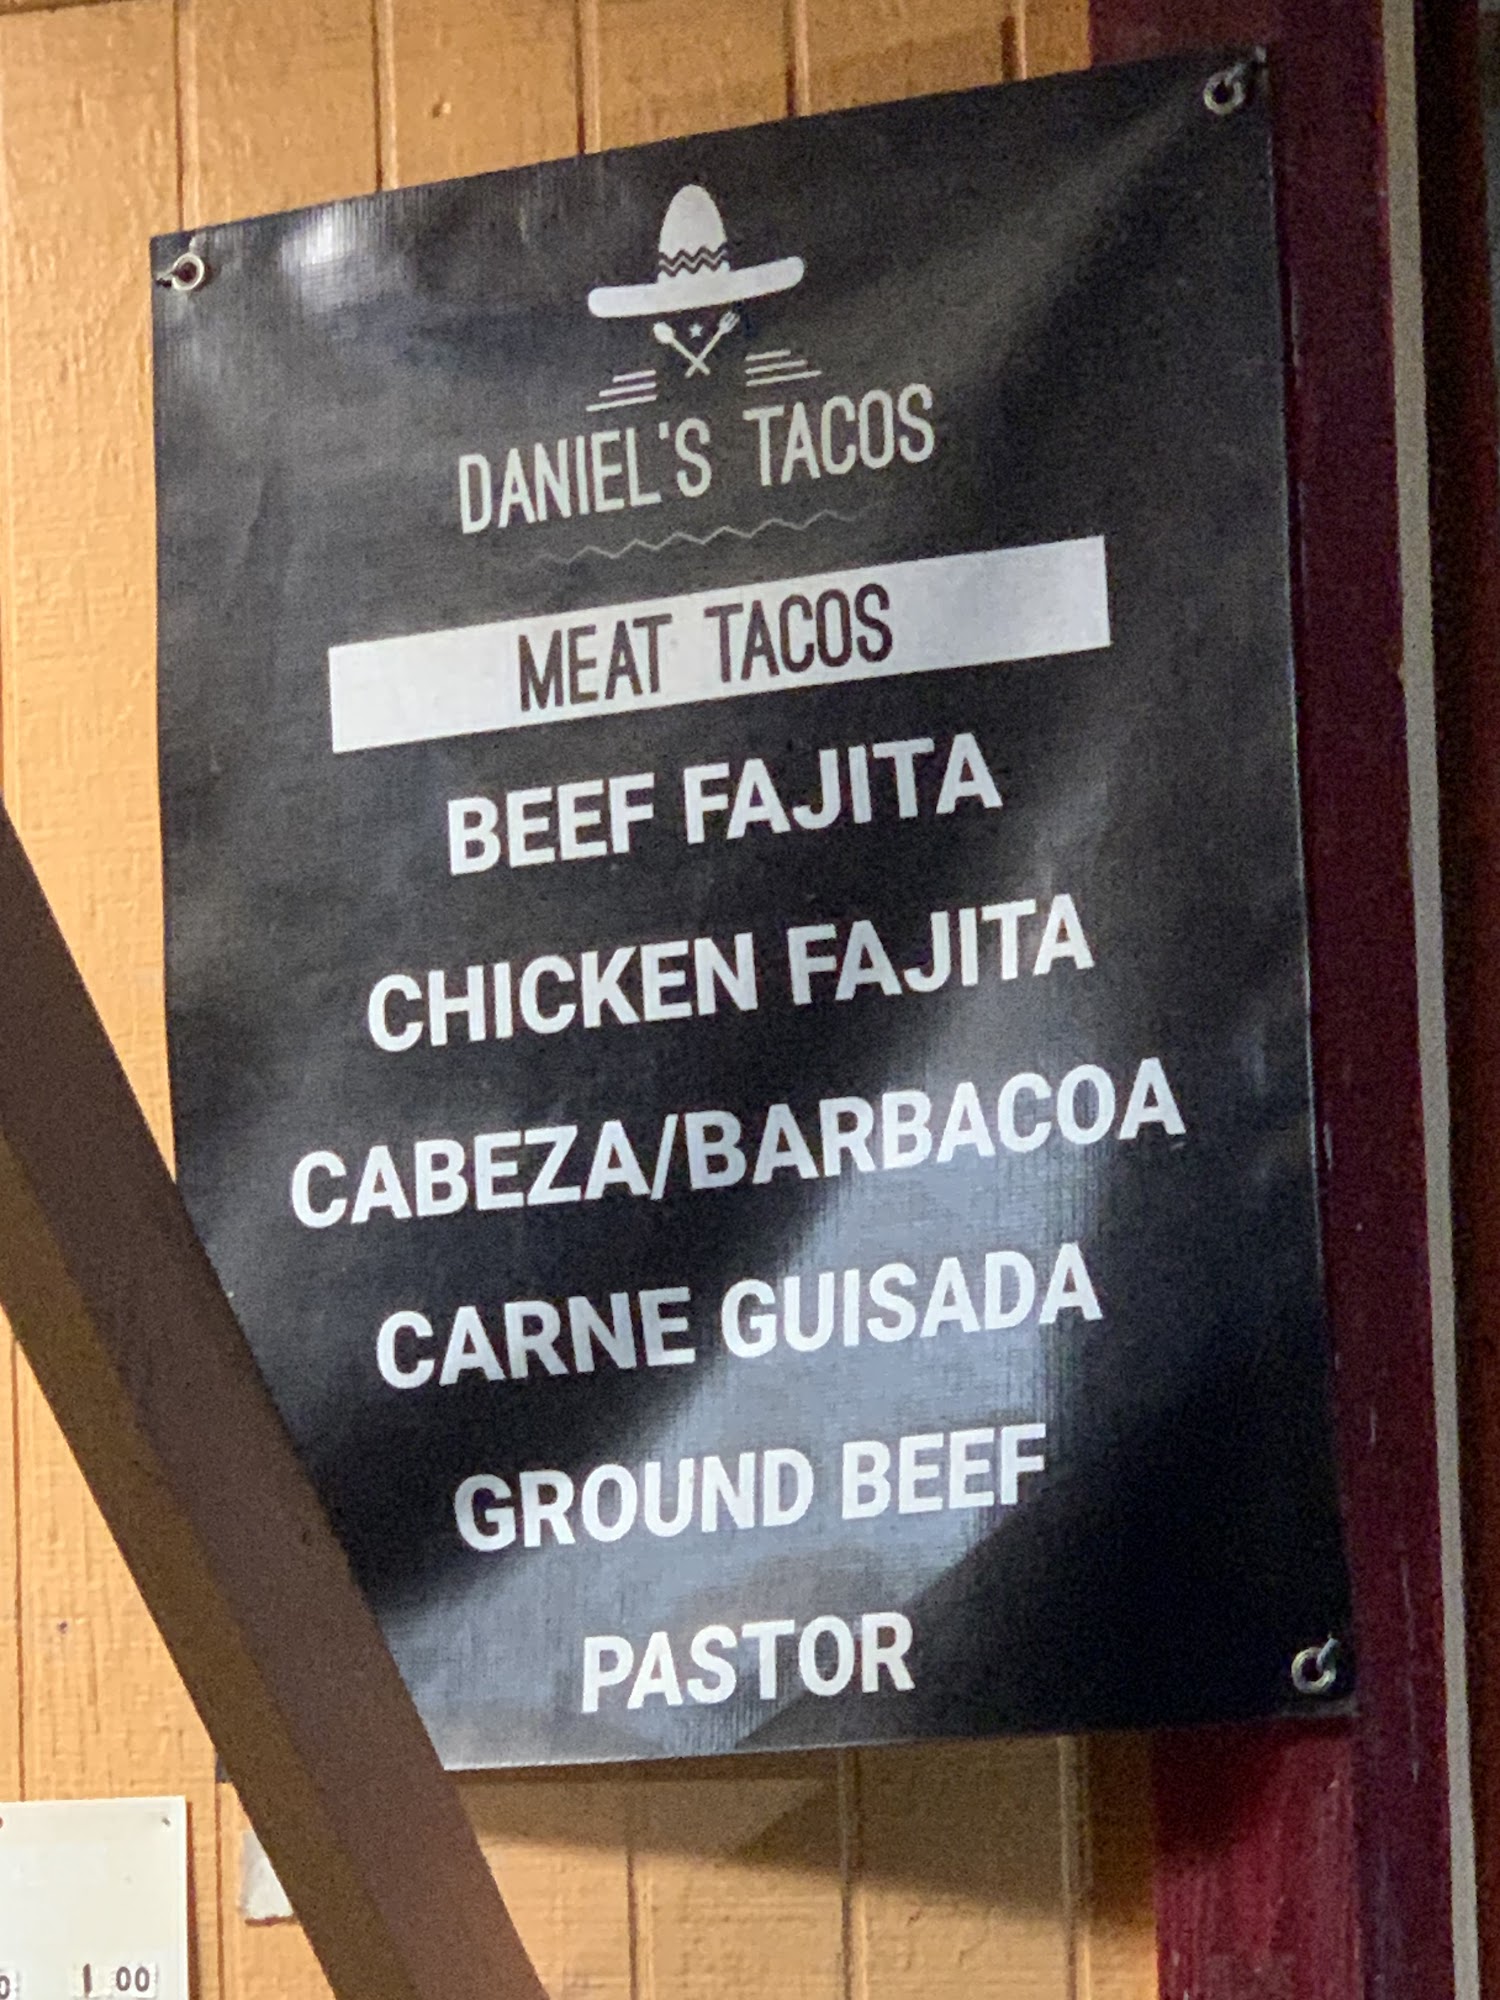 DANIEL'S TACOS
MEAT TACOS
BEEF FAJITA
CHICKEN FAJITA
CABEZA/BARBACOA
CARNE GUISADA
GROUND BEEF
PASTOR
1 00